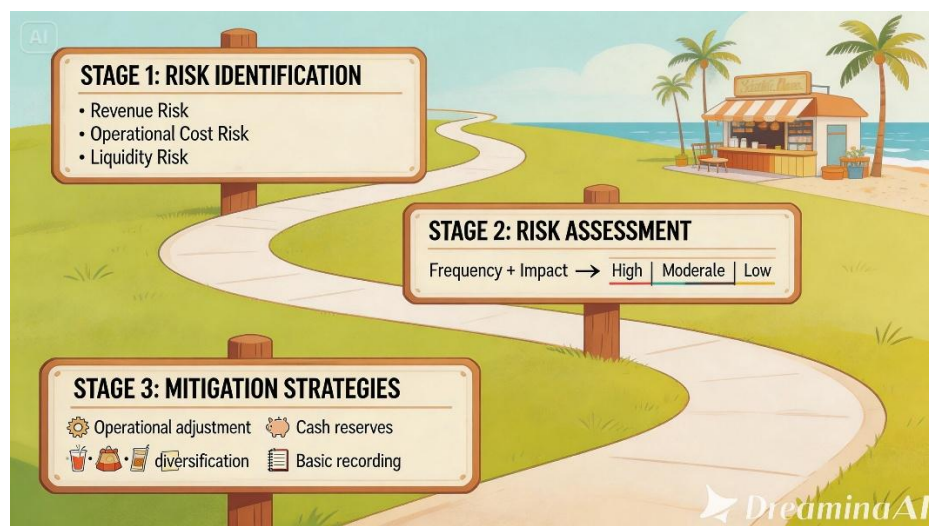 AI
STAGE 1: RISK IDENTIFICATION
• Revenue Risk
• Operational Cost Risk
• Liquidity Risk
STAGE 2: RISK ASSESSMENT
Frequency + Impact → High | Moderate | Low
STAGE 3: MITIGATION STRATEGIES
Operational adjustment Cash reserves
diversification Basic recording
DreaminaAI